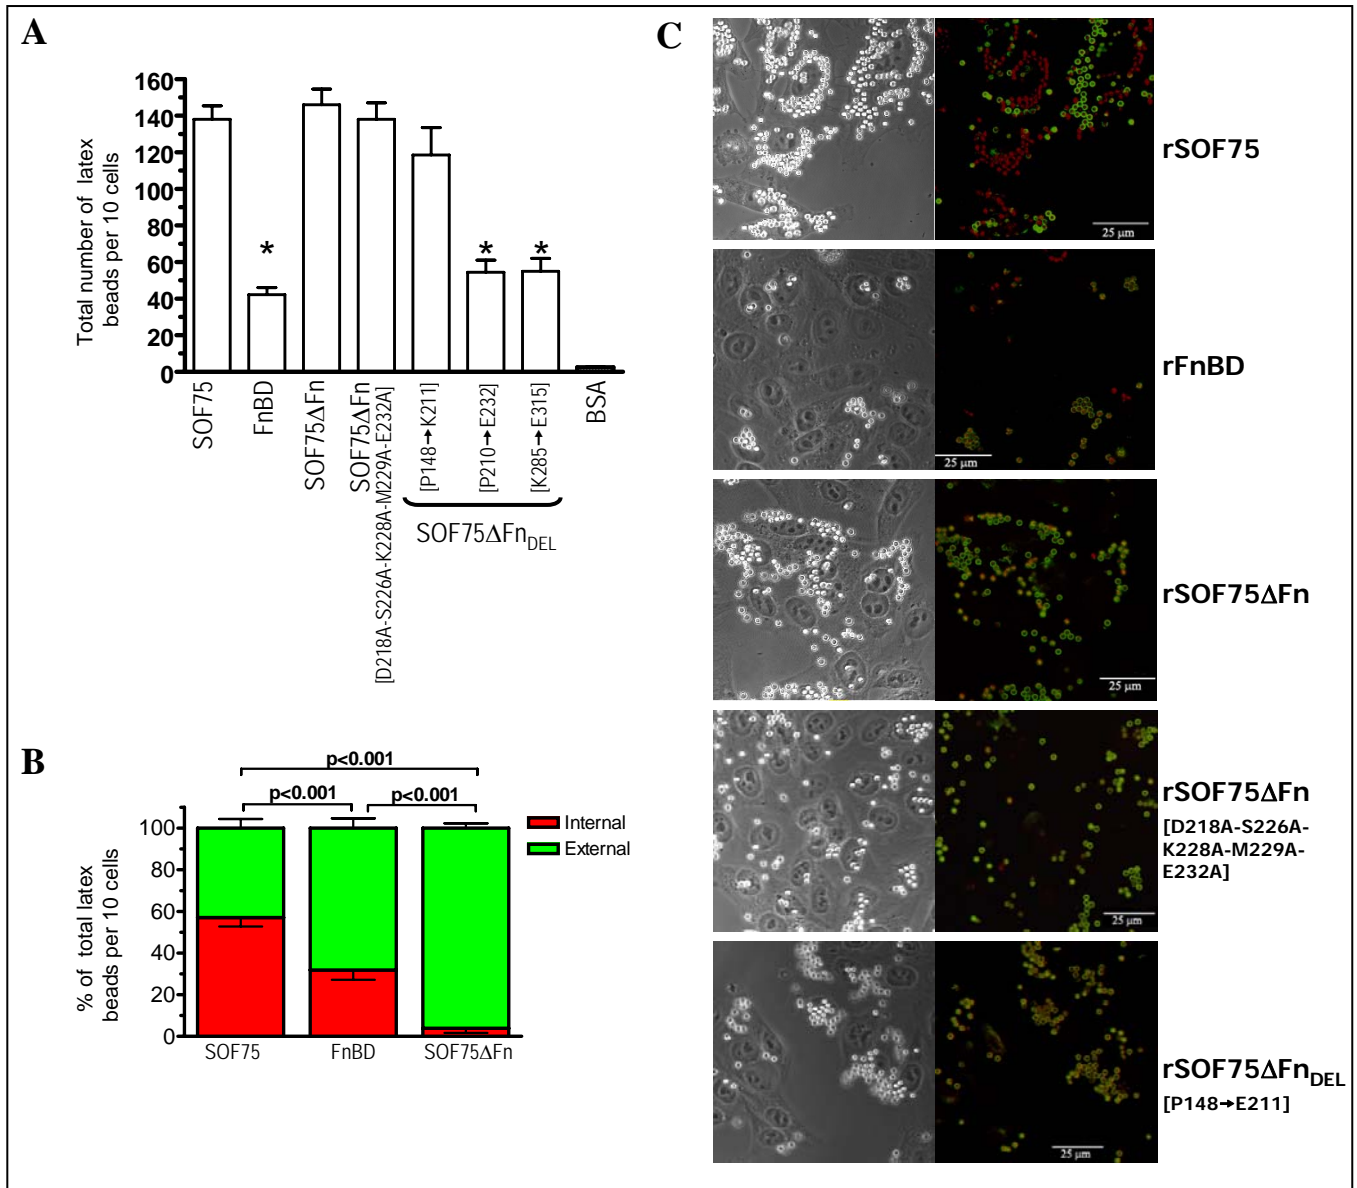 A
160
140
120
100
80
60
40
20
0
Total number of latex
beads per 10 cells
*
*
*
SOF75
FnBD
SOF75ΔFn
SOF75ΔFn
[D218A-S226A-K228A-M229A-E232A]
[P148→K211]
[P210→E232]
[K285→E315]
BSA
SOF75ΔFnDEL
B
p<0.001
p<0.001
p<0.001
100
80
60
40
20
0
% of total latex
beads per 10 cells
Internal
External
SOF75
FnBD
SOF75ΔFn
C
25 µm
rSOF75
25 µm
rFnBD
25 µm
rSOF75ΔFn
25 µm
rSOF75ΔFn
[D218A-S226A-
K228A-M229A-
E232A]
25 µm
rSOF75ΔFnDEL
[P148→E211]